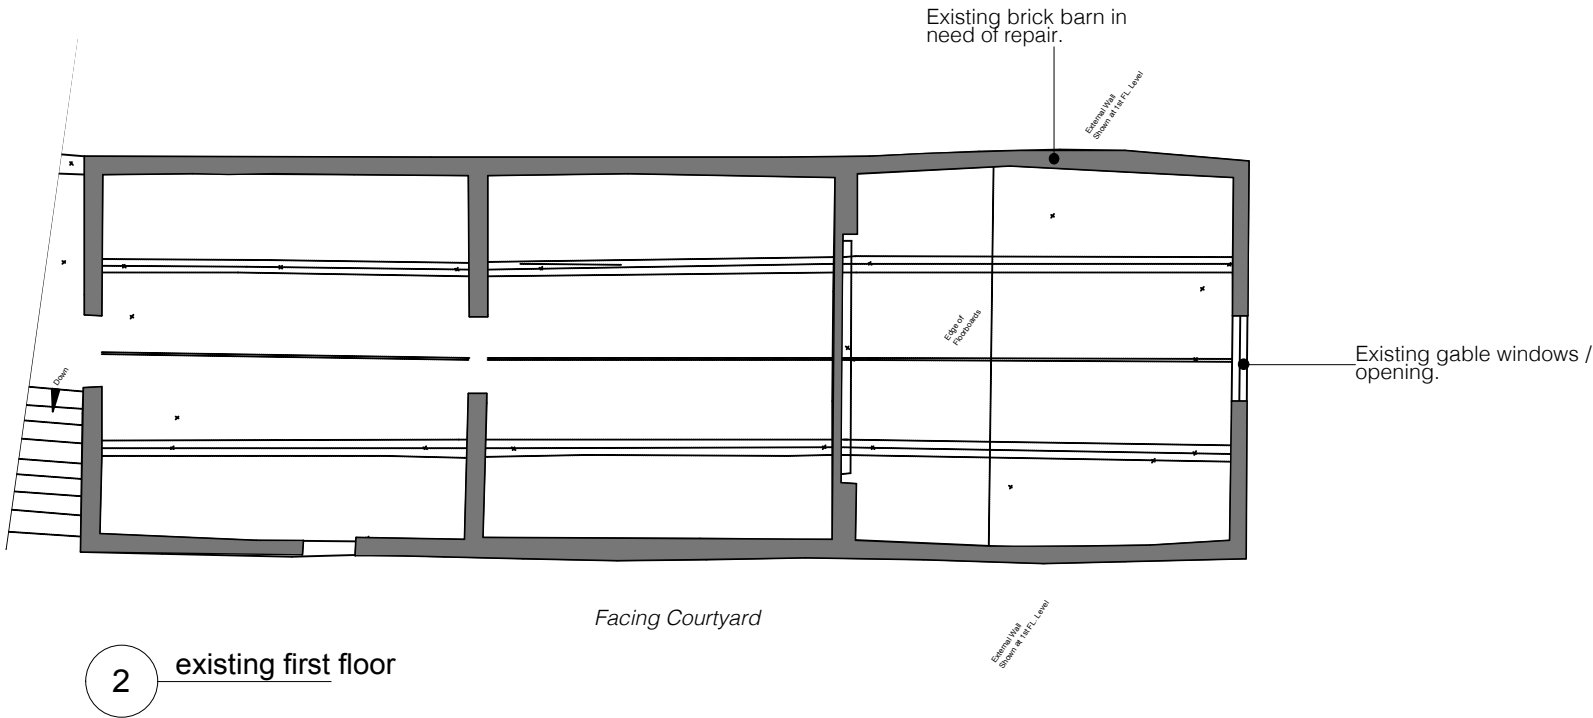 Existing brick barn in
need of repair.
External Wall
Shown at 1st FL. Level
Edge of
Floorboards
Existing gable windows /
opening.
Down
Facing Courtyard
External Wall
Shown at 1st FL. Level
2
existing first floor